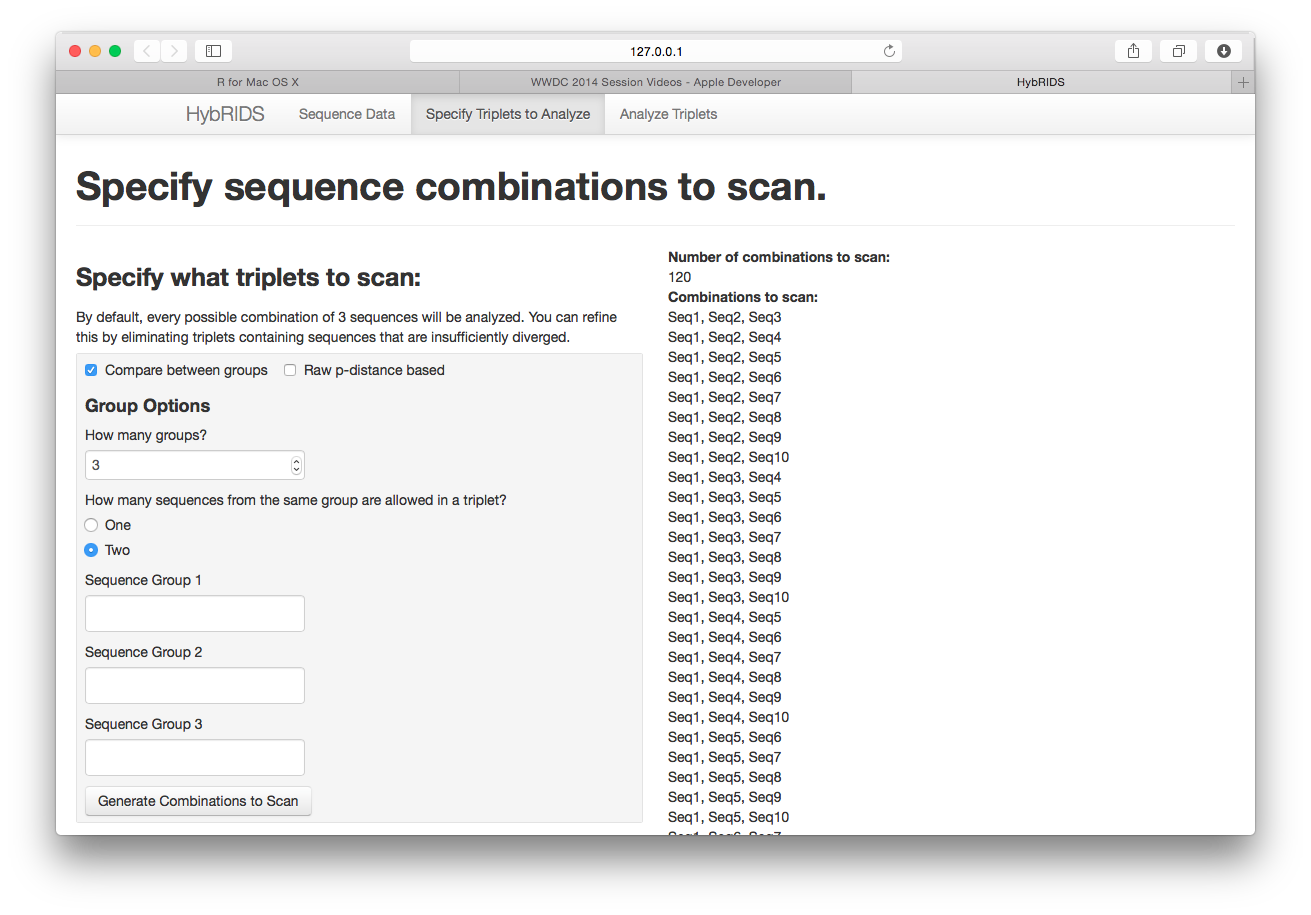 127.0.0.1
R for Mac OS X
WWDC 2014 Session Videos - Apple Developer
HybRIDS
HybRIDS
Sequence Data
Specify Triplets to Analyze
Analyze Triplets
Specify sequence combinations to scan.
Specify what triplets to scan:
By default, every possible combination of 3 sequences will be analyzed. You can refine
this by eliminating triplets containing sequences that are insufficiently diverged.
Compare between groups
Raw p-distance based
Group Options
How many groups?
3
How many sequences from the same group are allowed in a triplet?
One
Two
Sequence Group 1
Sequence Group 2
Sequence Group 3
Generate Combinations to Scan
Number of combinations to scan:
120
Combinations to scan:
Seq1, Seq2, Seq3
Seq1, Seq2, Seq4
Seq1, Seq2, Seq5
Seq1, Seq2, Seq6
Seq1, Seq2, Seq7
Seq1, Seq2, Seq8
Seq1, Seq2, Seq9
Seq1, Seq2, Seq10
Seq1, Seq3, Seq4
Seq1, Seq3, Seq5
Seq1, Seq3, Seq6
Seq1, Seq3, Seq7
Seq1, Seq3, Seq8
Seq1, Seq3, Seq9
Seq1, Seq3, Seq10
Seq1, Seq4, Seq5
Seq1, Seq4, Seq6
Seq1, Seq4, Seq7
Seq1, Seq4, Seq8
Seq1, Seq4, Seq9
Seq1, Seq4, Seq10
Seq1, Seq5, Seq6
Seq1, Seq5, Seq7
Seq1, Seq5, Seq8
Seq1, Seq5, Seq9
Seq1, Seq5, Seq10
Seq1, Seq6, Seq7